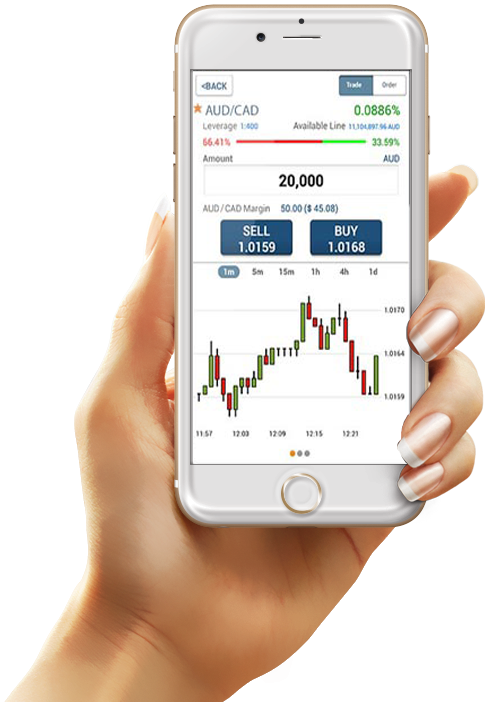 <BACK
Trade Order
AUD/CAD 0.0886%
Leverage 1:400 Available Line 11,104,897.96 AUD
66.41% 33.59%
Amount AUD
20,000
AUD/CAD Margin 50.00 ($ 45.08)
SELL BUY
1.0159 1.0168
1m 5m 15m 1h 4h 1d
1.0170
1.0164
1.0159
11:57 12:03 12:09 12:15 12:21